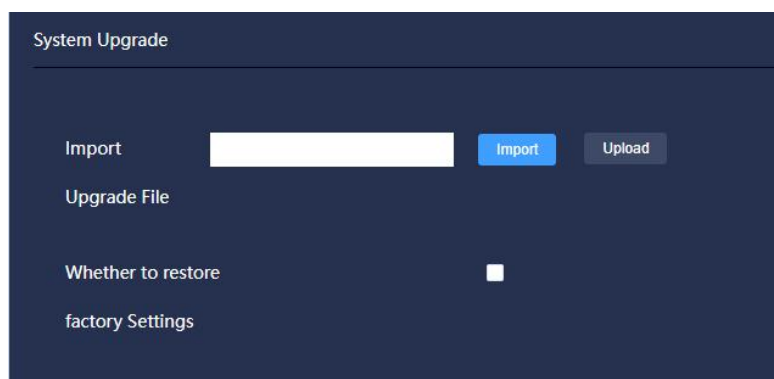 System Upgrade
Import Import Upload
Upgrade File
Whether to restore
factory Settings